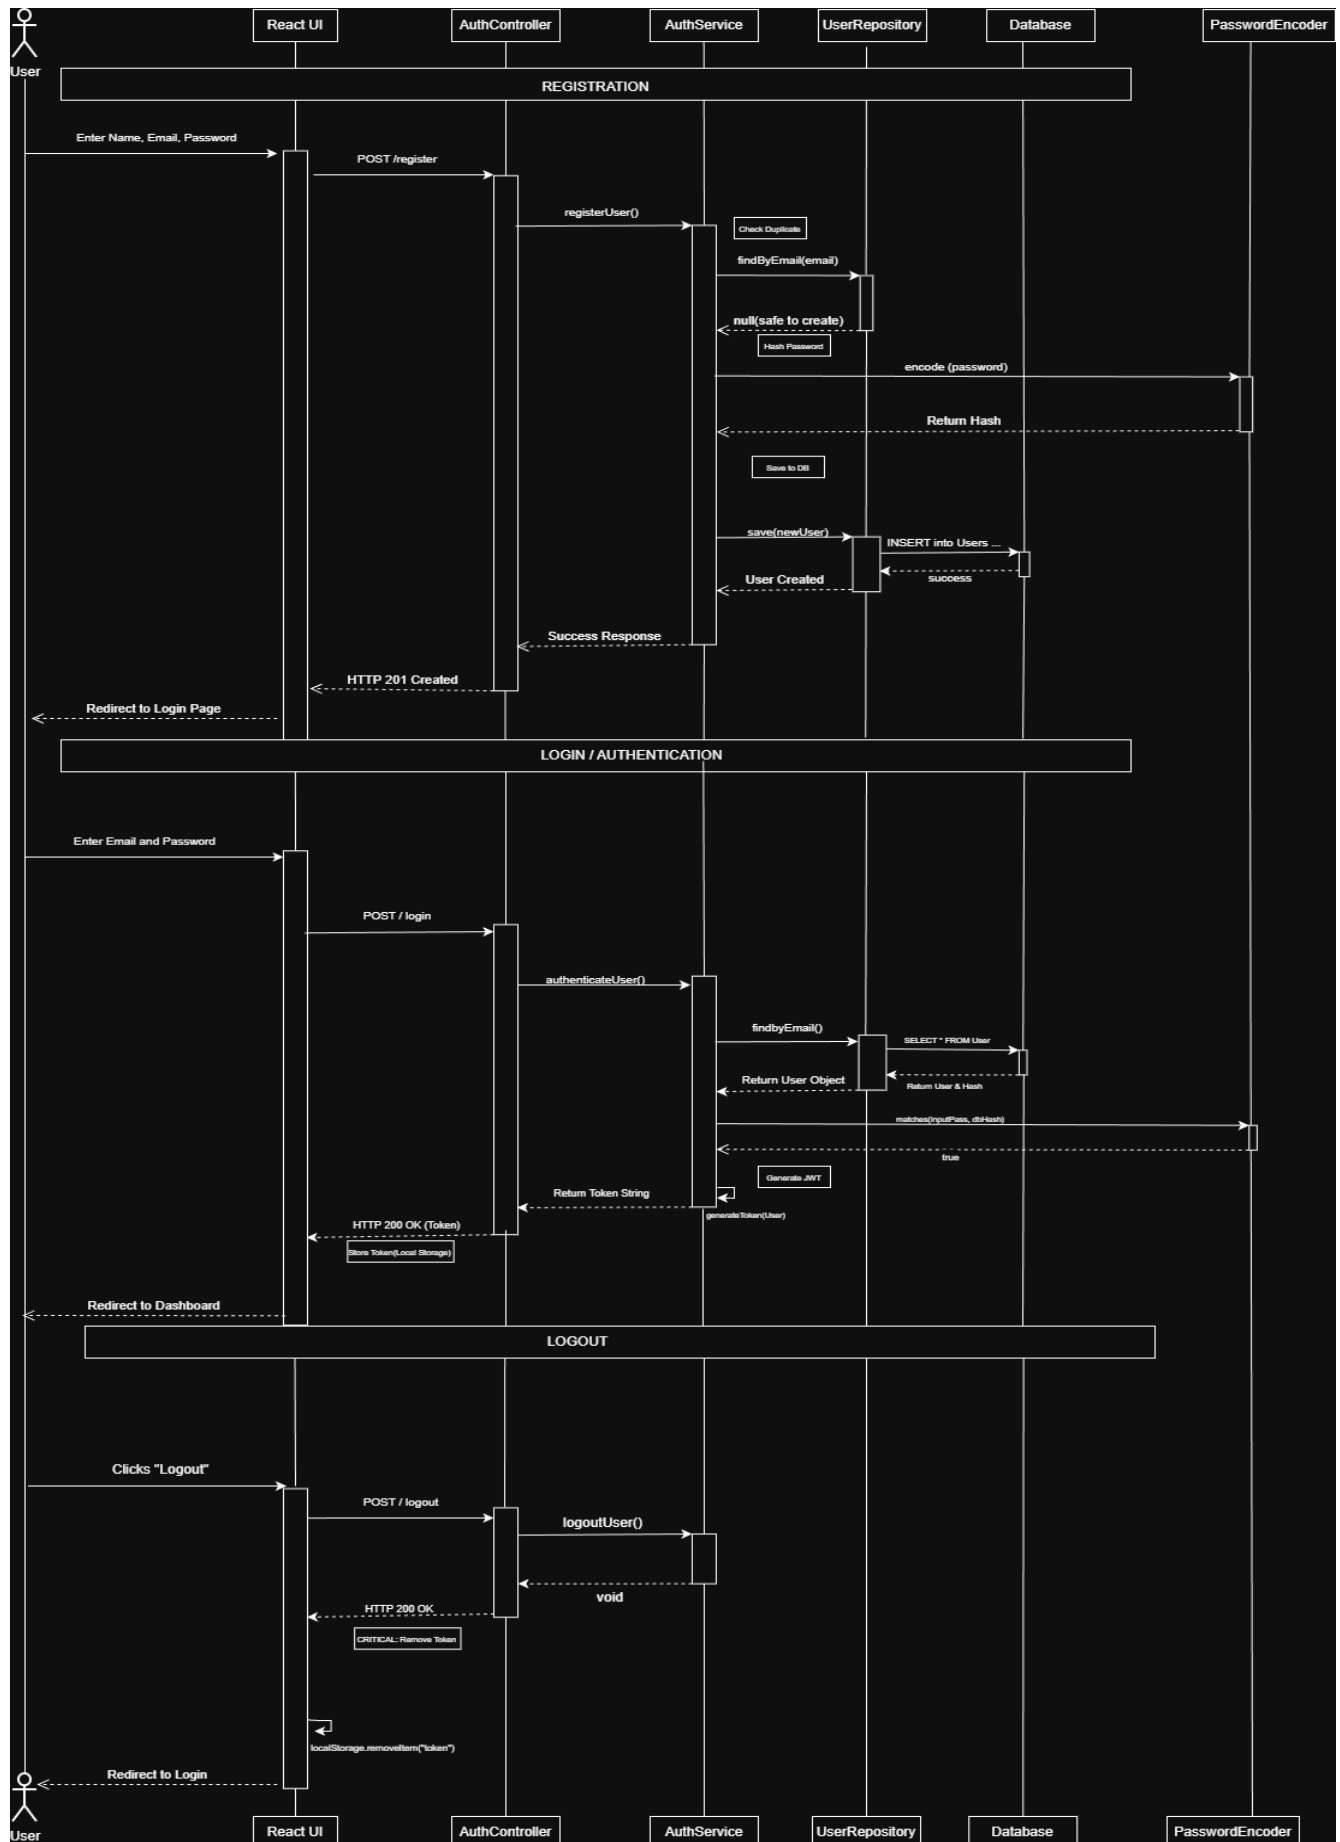 React UI
AuthController
AuthService
UserRepository
Database
PasswordEncoder
User
REGISTRATION
Enter Name, Email, Password
POST /register
registerUser()
Check Duplicate
findByEmail(email)
null(safe to create)
Hash Password
encode (password)
Return Hash
Save to DB
save(newUser)
INSERT into Users ...
success
User Created
Success Response
HTTP 201 Created
Redirect to Login Page
LOGIN / AUTHENTICATION
Enter Email and Password
POST / login
authenticateUser()
findbyEmail()
SELECT * FROM User
Return User Object
Return User & Hash
matches(InputPass, dbHash)
true
Generate JWT
Return Token String
generateToken(User)
HTTP 200 OK (Token)
Store Token(Local Storage)
Redirect to Dashboard
LOGOUT
Clicks "Logout"
POST / logout
logoutUser()
void
HTTP 200 OK
CRITICAL: Remove Token
localStorage.removeItem("token")
Redirect to Login
User
React UI
AuthController
AuthService
UserRepository
Database
PasswordEncoder